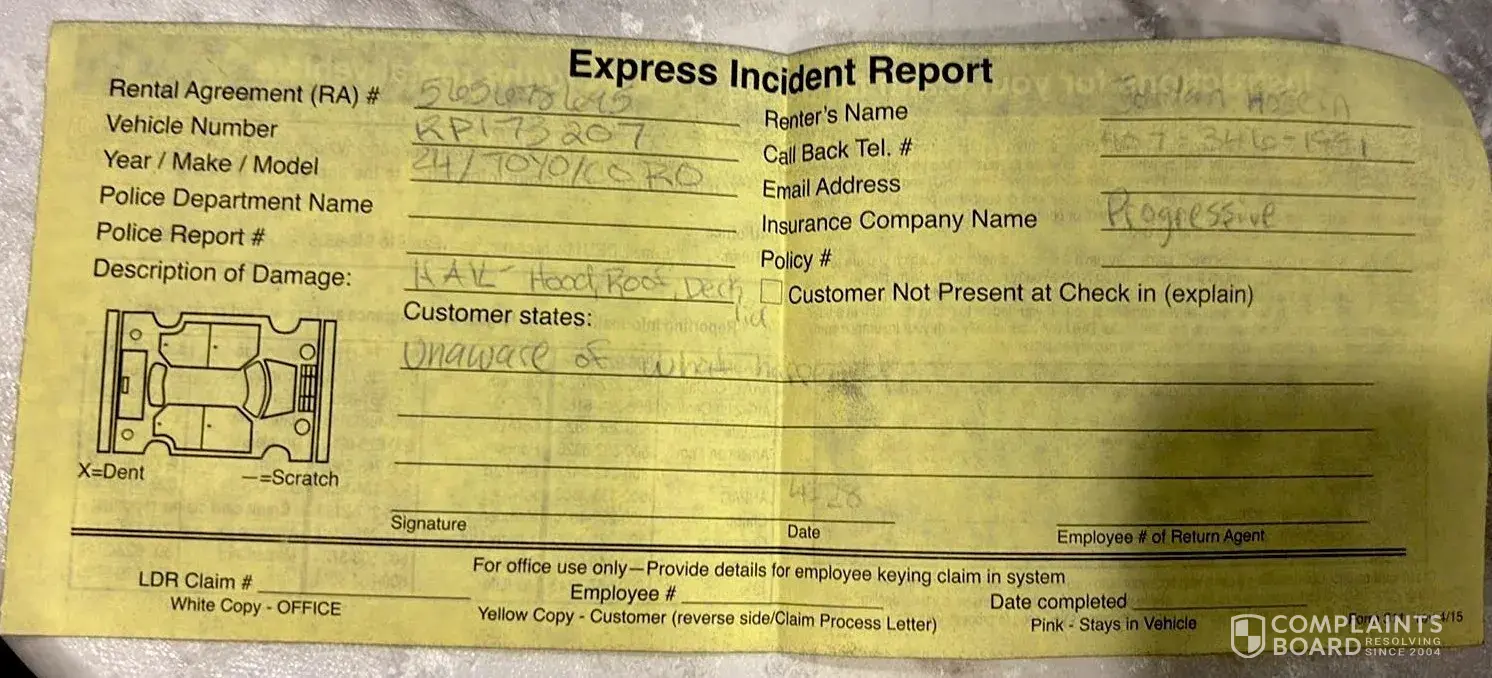 Express Incident Report
Rental Agreement (RA) #
Vehicle Number RP173207
Year / Make / Model 24/TOYO/CORO
Police Department Name
Police Report #
Description of Damage: HAIL - Hood, Roof, Deck lid
Renter's Name
Call Back Tel. # 407-346-1991
Email Address
Insurance Company Name Progressive
Policy #
Customer Not Present at Check in (explain)
Customer states:
Unaware of what happened
X=Dent —=Scratch
4-28
Signature Date Employee # of Return Agent
For office use only—Provide details for employee keying claim in system
LDR Claim # Employee # Date completed
White Copy - OFFICE Yellow Copy - Customer (reverse side/Claim Process Letter) Pink - Stays in Vehicle
COMPLAINTS
BOARD RESOLVING
SINCE 2004